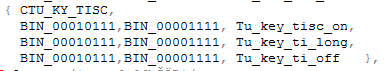 { CTU_KY_TISC,
BIN_00010111,BIN_00001111, Tu_key_tisc_on,
BIN_00010111,BIN_00001111, Tu_key_ti_long,
BIN_00010111,BIN_00001111, Tu_key_ti_off },